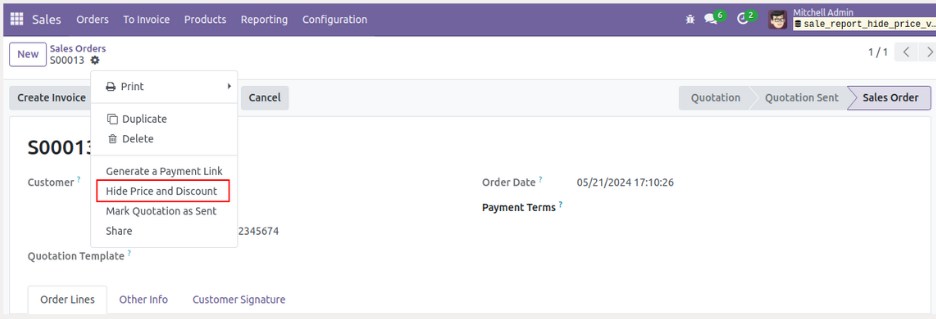 Sales Orders To Invoice Products Reporting Configuration 6 2 Mitchell Admin
sale_report_hide_price_v...
New Sales Orders 1 / 1
S00013
Print
Create Invoice Cancel Quotation Quotation Sent Sales Order
Duplicate
Delete
S00013
Generate a Payment Link
Customer ? Hide Price and Discount Order Date ? 05/21/2024 17:10:26
Mark Quotation as Sent Payment Terms ?
Share 2345674
Quotation Template ?
Order Lines Other Info Customer Signature